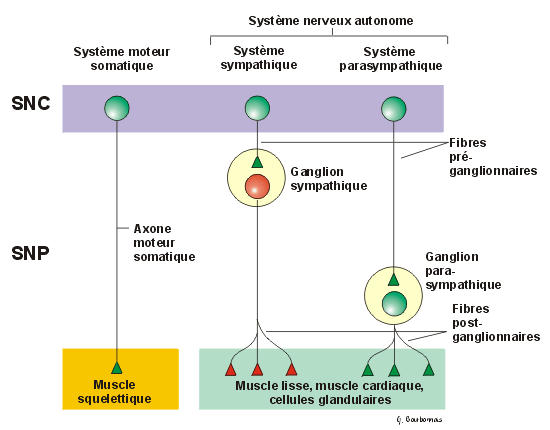 Système nerveux autonome
Système moteur
somatique
Système
sympathique
Système
parasympathique
SNC
Fibres
pré-
ganglionnaires
Ganglion
sympathique
Axone
moteur
somatique
SNP
Ganglion
para-
sympathique
Fibres
post-
ganglionnaires
Muscle
squelettique
Muscle lisse, muscle cardiaque,
cellules glandulaires
G. Bourbonnais